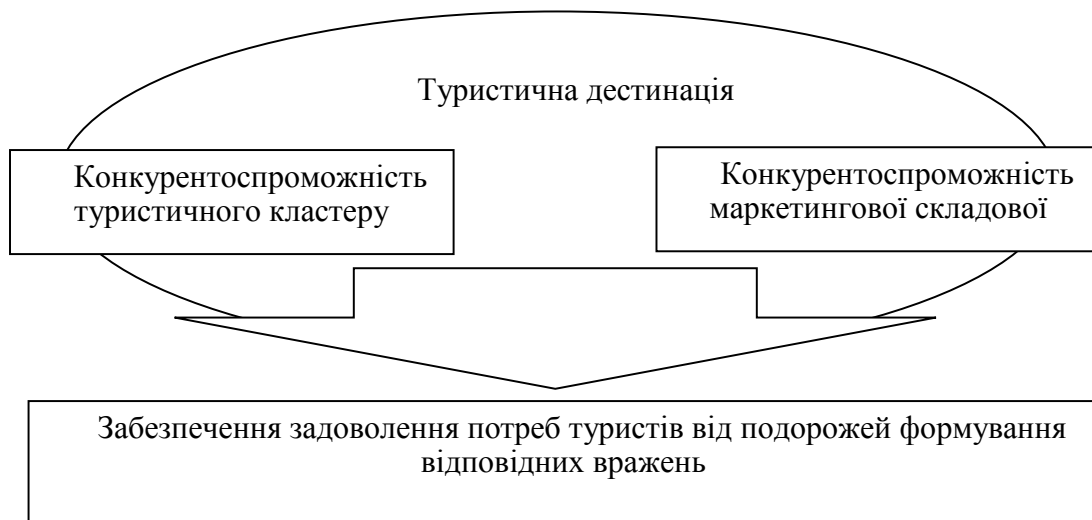 Туристична дестинація
Конкурентоспроможність
туристичного кластеру
Конкурентоспроможність
маркетингової складової
Забезпечення задоволення потреб туристів від подорожей формування
відповідних вражень